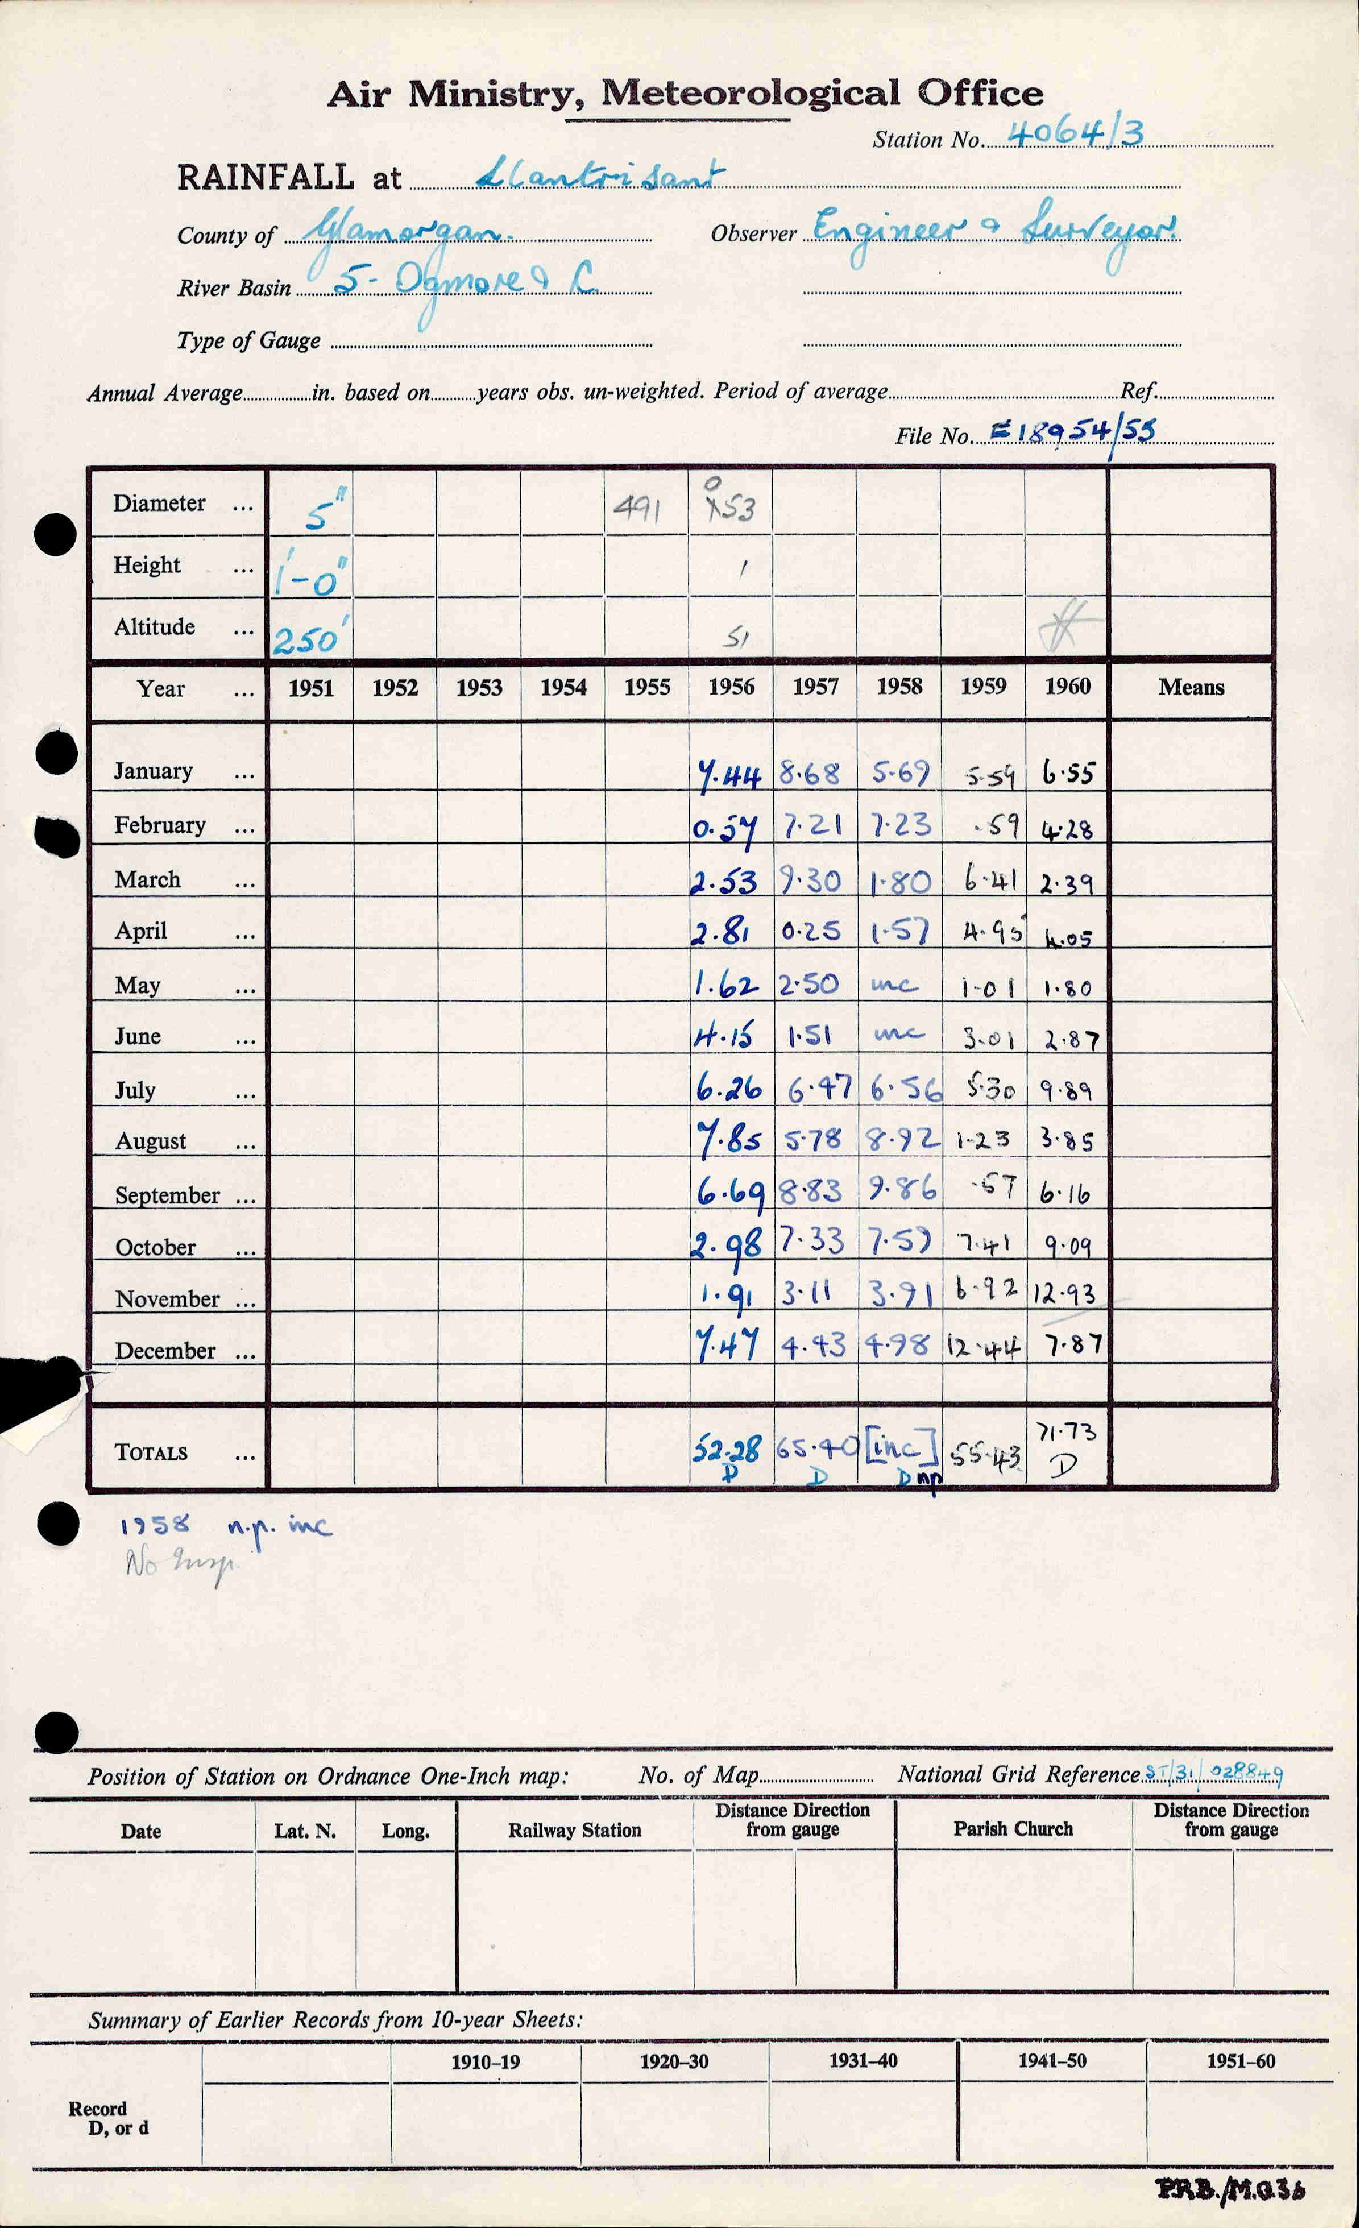 Air Ministry, Meteorological Office
Station No. 4064/3
RAINFALL at Llantrisant
County of Glamorgan. Observer Engineer & Surveyor.
River Basin 5- Ogmore & C.
Type of Gauge
Annual Average in. based on years obs. un-weighted. Period of average Ref.
File No. E 18954/55
Diameter ... 5" 491 053
Height ... 1'-0" 1
Altitude ... 250' 51
Year ... 1951 1952 1953 1954 1955 1956 1957 1958 1959 1960 Means
January ... 7.44 8.68 5.69 5.59 6.55
February ... 0.57 7.21 7.23 .59 4.28
March ... 2.53 9.30 1.80 6.41 2.39
April ... 2.81 0.25 1.57 4.95 4.05
May ... 1.62 2.50 inc 1.01 1.80
June ... 4.15 1.51 inc 3.01 2.87
July ... 6.26 6.47 6.56 5.30 9.89
August ... 7.85 5.78 8.92 1.23 3.85
September ... 6.69 8.83 9.86 .57 6.16
October ... 2.98 7.33 7.59 7.41 9.09
November ... 1.91 3.11 3.91 6.92 12.93
December ... 7.47 4.43 4.98 12.44 7.87
TOTALS ... 52.28 65.40 [inc] 55.43 71.73
D D D np D
1958 n.p. inc
No Insp.
Position of Station on Ordnance One-Inch map: No. of Map National Grid Reference ST/31/028849
Date Lat. N. Long. Railway Station Distance Direction from gauge Parish Church Distance Direction from gauge
Summary of Earlier Records from 10-year Sheets:
1910–19 1920–30 1931–40 1941–50 1951–60
Record
D, or d
P.R.B./M.O.36